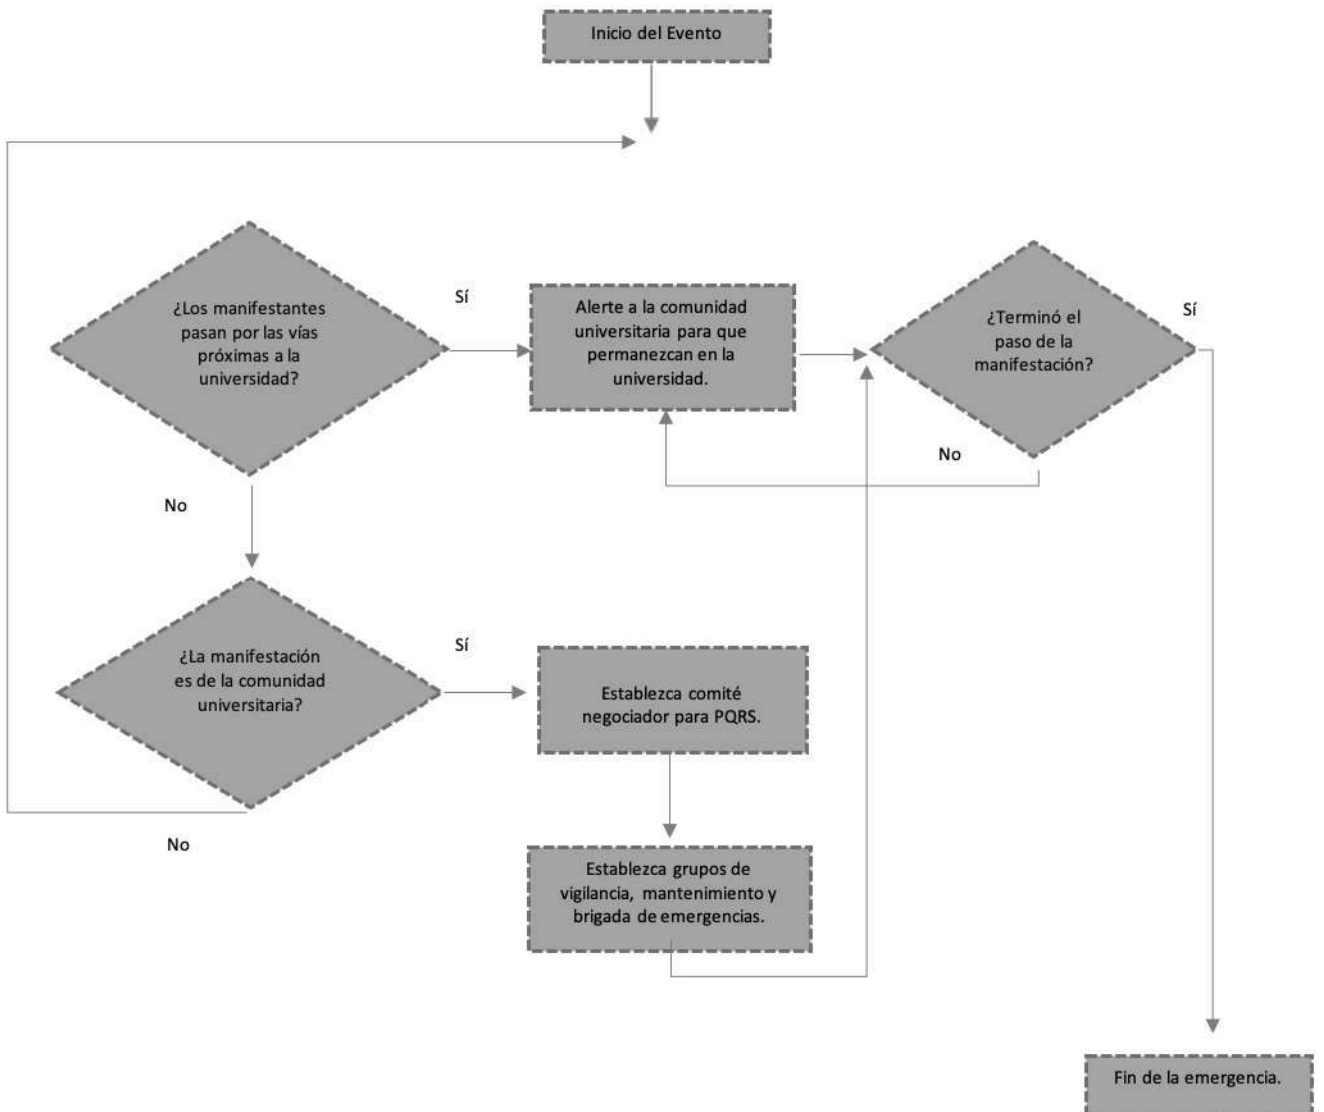 Inicio del Evento
¿Los manifestantes
pasan por las vías
próximas a la
universidad?
Sí
Alerte a la comunidad
universitaria para que
permanezcan en la
universidad.
¿Terminó el
paso de la
manifestación?
Sí
No
No
¿La manifestación
es de la comunidad
universitaria?
Sí
Establezca comité
negociador para PQRS.
No
Establezca grupos de
vigilancia, mantenimiento y
brigada de emergencias.
Fin de la emergencia.